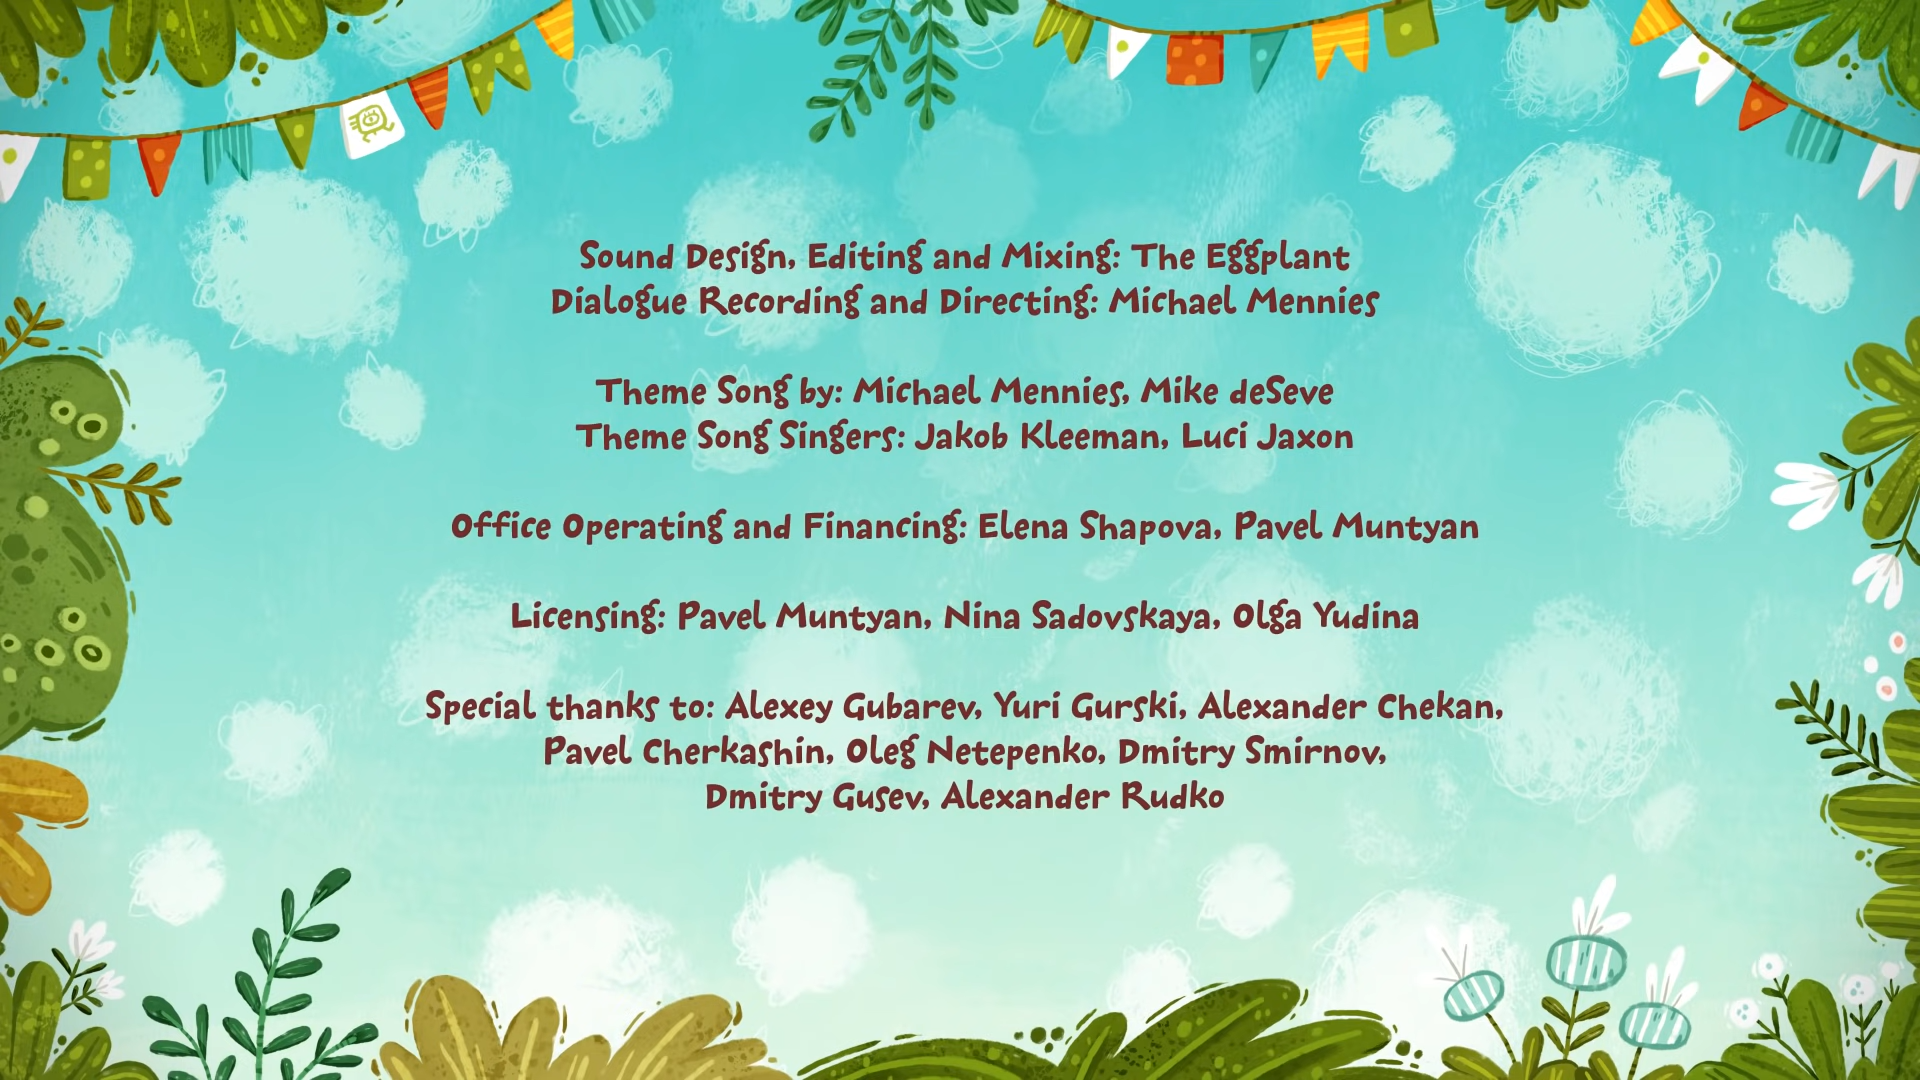 Sound Design, Editing and Mixing: The Eggplant
Dialogue Recording and Directing: Michael Mennies
Theme Song by: Michael Mennies, Mike deSeve
Theme Song Singers: Jakob Kleeman, Luci Jaxon
Office Operating and Financing: Elena Shapova, Pavel Muntyan
Licensing: Pavel Muntyan, Nina Sadovskaya, Olga Yudina
Special thanks to: Alexey Gubarev, Yuri Gurski, Alexander Chekan,
Pavel Cherkashin, Oleg Netepenko, Dmitry Smirnov,
Dmitry Gusev, Alexander Rudko